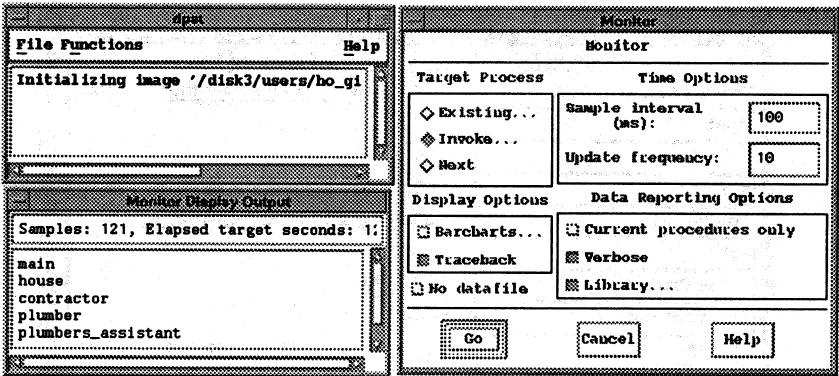 dpat
File Functions Help
Initializing image '/disk3/users/ho_gi
Monitor Display Output
Samples: 121, Elapsed target seconds: 12
main
house
contractor
plumber
plumbers_assistant
Monitor
Monitor
Target Process
Existing...
Invoke...
Next
Time Options
Sample interval
(ms): 100
Update frequency: 10
Display Options
Barcharts...
Traceback
No datafile
Data Reporting Options
Current procedures only
Verbose
Library...
Go Cancel Help